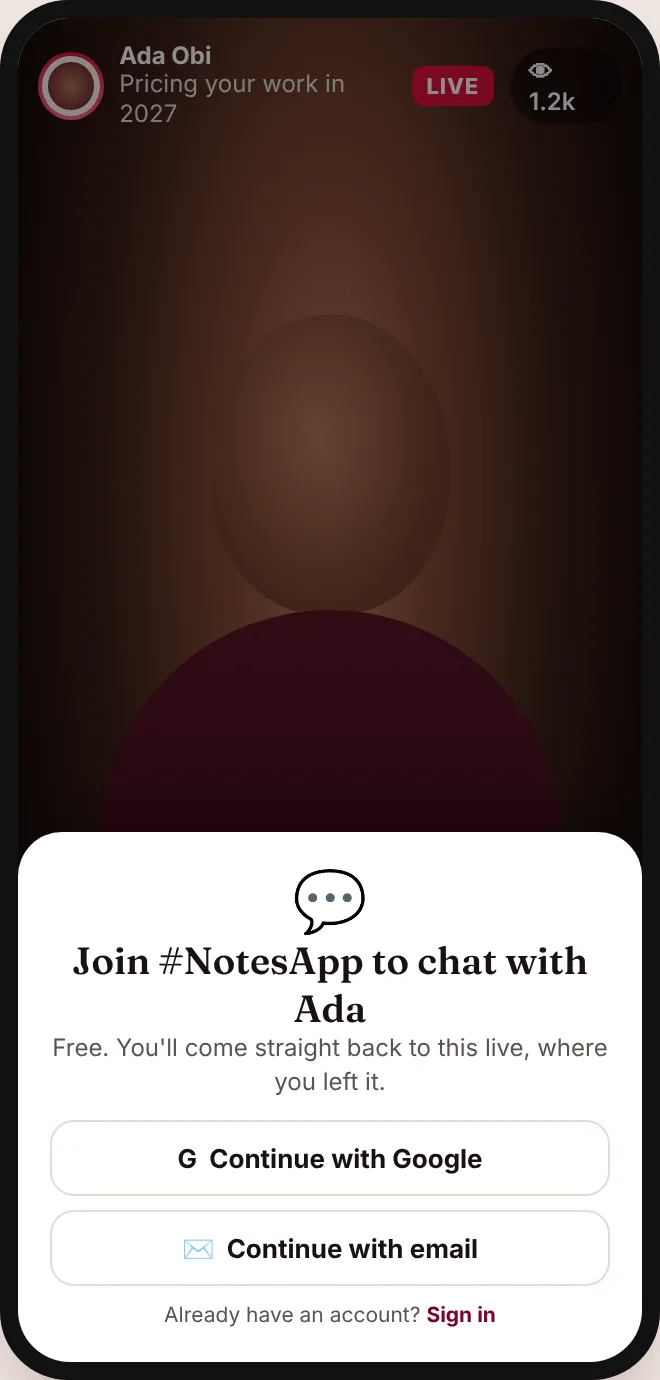 Ada Obi
Pricing your work in
2027
LIVE
👁
1.2k
💬
Join #NotesApp to chat with
Ada
Free. You'll come straight back to this live, where
you left it.
G Continue with Google
✉️ Continue with email
Already have an account? Sign in